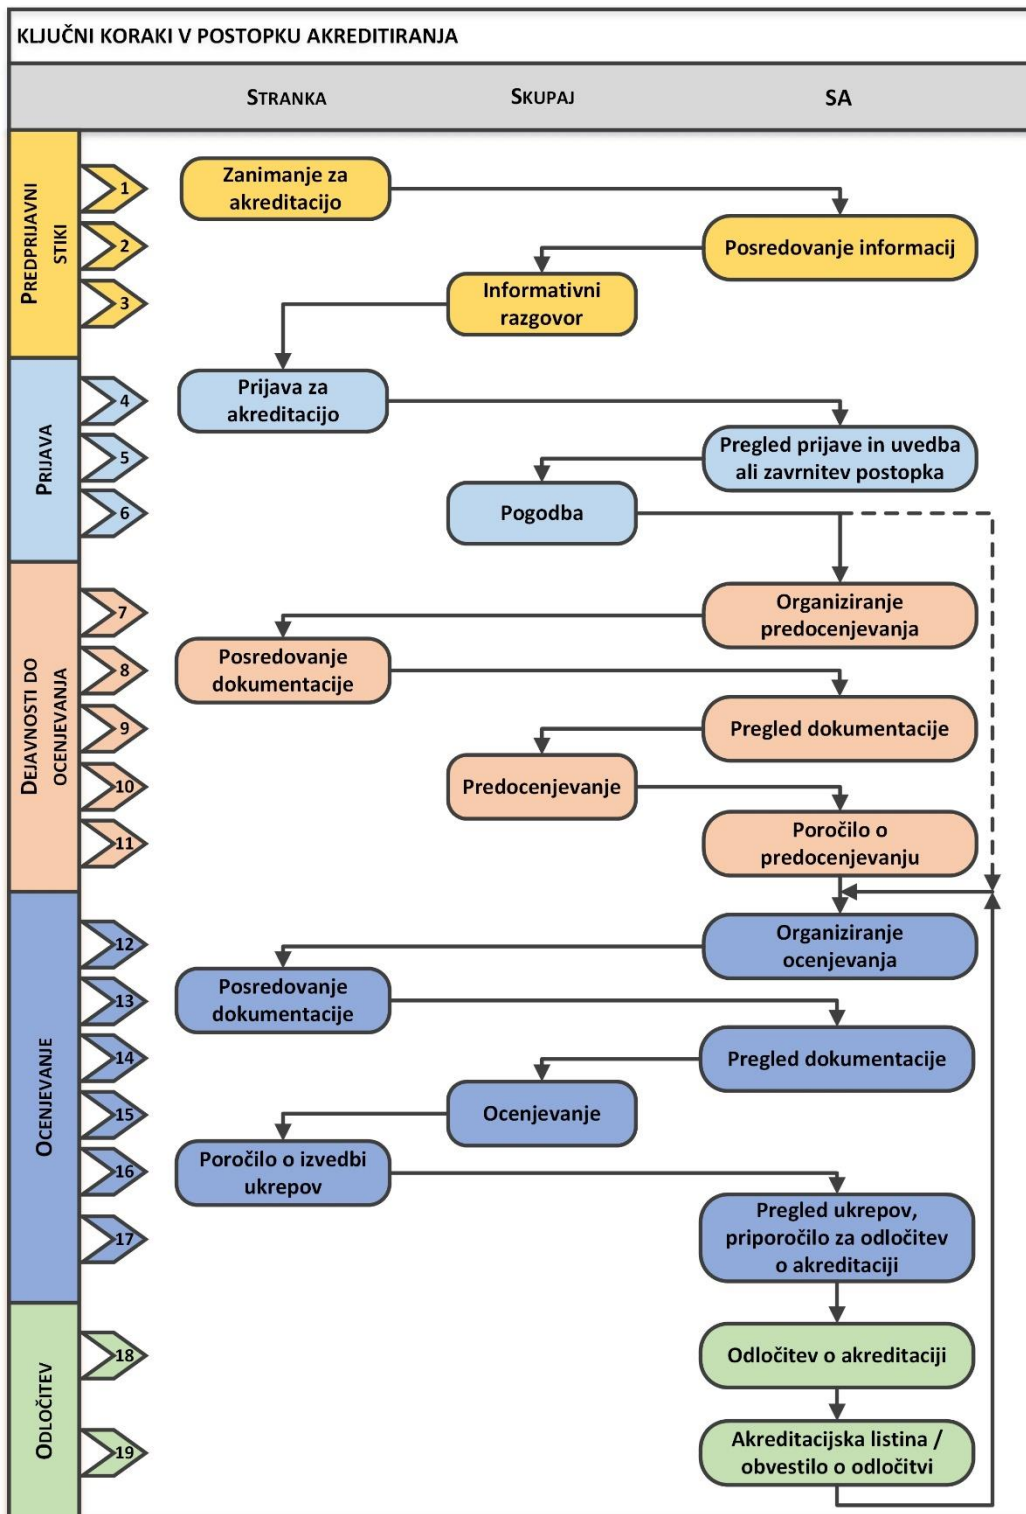 KLJUČNI KORAKI V POSTOPKU AKREDITIRANJA
STRANKA
SKUPAJ
SA
PREDPRIJAVNI
STIKI
1
Zanimanje za
akreditacijo
2
Posredovanje informacij
3
Informativni
razgovor
PRIJAVA
4
Prijava za
akreditacijo
5
Pregled prijave in uvedba
ali zavrnitev postopka
6
Pogodba
DEJAVNOSTI DO
OCENJEVANJA
7
Organiziranje
predocenjevanja
8
Posredovanje
dokumentacije
9
Pregled dokumentacije
10
Predocenjevanje
11
Poročilo o
predocenjevanju
OCENJEVANJE
12
Organiziranje
ocenjevanja
13
Posredovanje
dokumentacije
14
Pregled dokumentacije
15
Ocenjevanje
16
Poročilo o izvedbi
ukrepov
17
Pregled ukrepov,
priporočilo za odločitev
o akreditaciji
ODLOČITEV
18
Odločitev o akreditaciji
19
Akreditacijska listina /
obvestilo o odločitvi